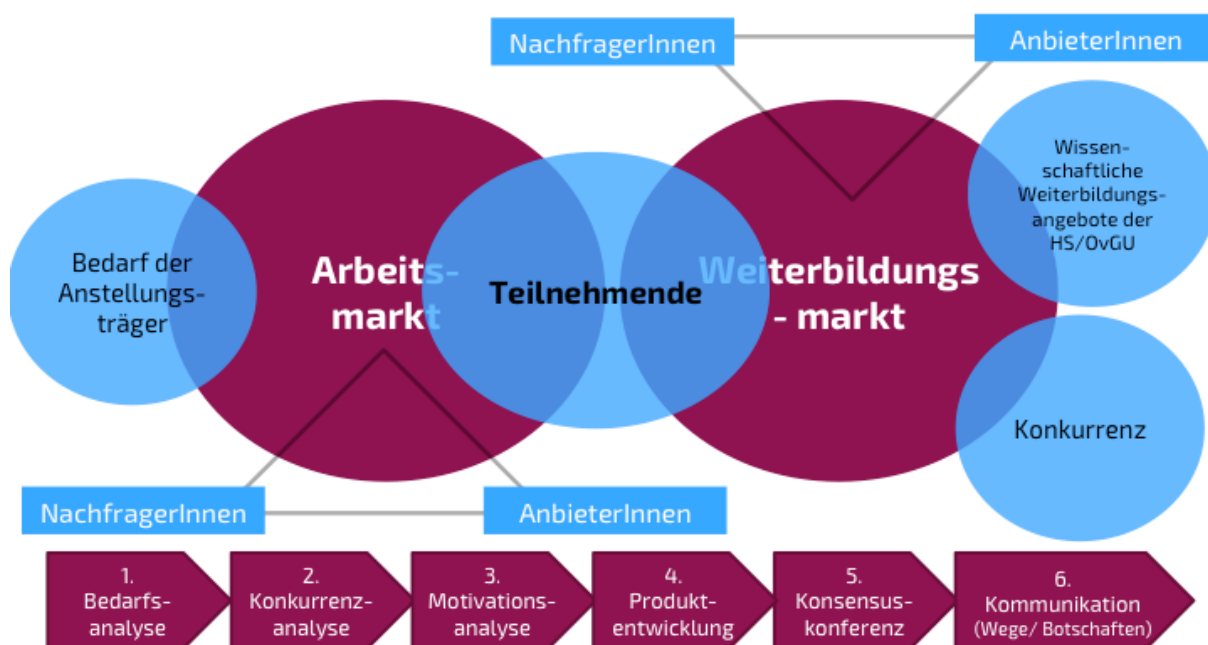 NachfragerInnen
AnbieterInnen
Wissen-
schaftliche
Weiterbildungs-
angebote der
HS/OvGU
Bedarf der
Anstellungs-
träger
Arbeits-
markt
Teilnehmende
Weiterbildungs
- markt
Konkurrenz
NachfragerInnen
AnbieterInnen
1.
Bedarfs-
analyse
2.
Konkurrenz-
analyse
3.
Motivations-
analyse
4.
Produkt-
entwicklung
5.
Konsensus-
konferenz
6.
Kommunikation
(Wege/ Botschaften)